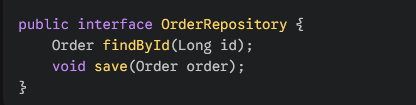 public interface OrderRepository {
    Order findById(Long id);
    void save(Order order);
}